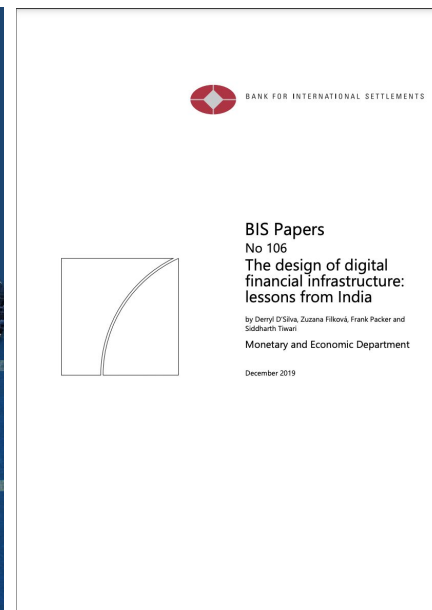 BANK FOR INTERNATIONAL SETTLEMENTS
BIS Papers
No 106
The design of digital
financial infrastructure:
lessons from India
by Derryl D'Silva, Zuzana Filková, Frank Packer and
Siddharth Tiwari
Monetary and Economic Department
December 2019